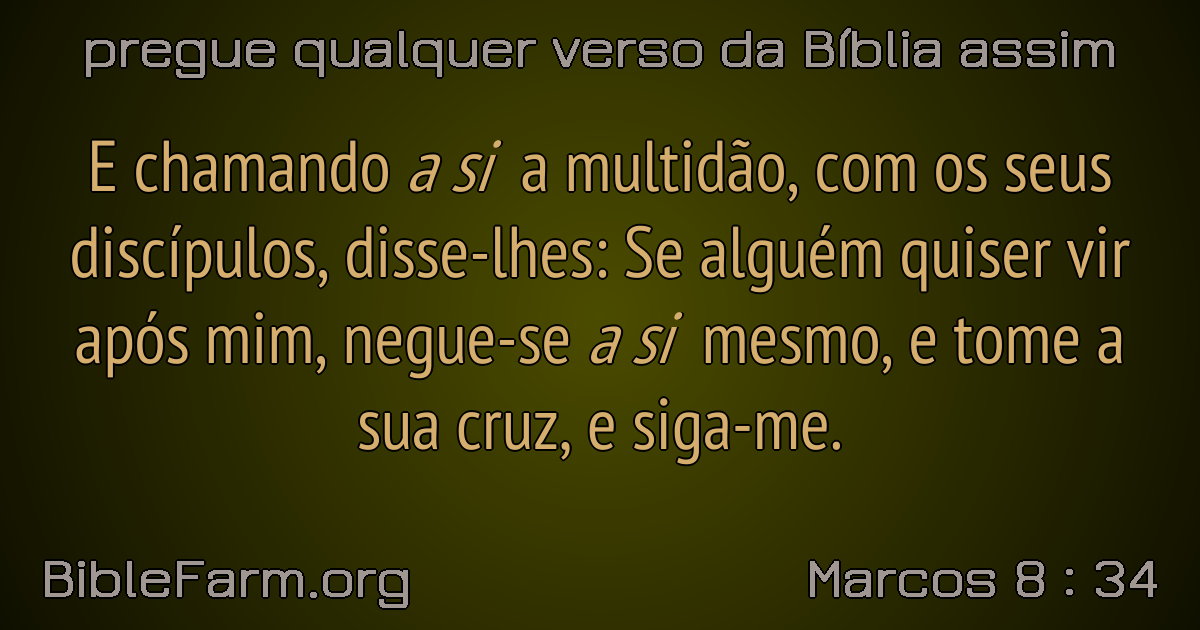 pregue qualquer verso da Bíblia assim
E chamando a si a multidão, com os seus
discípulos, disse-lhes: Se alguém quiser vir
após mim, negue-se a si mesmo, e tome a
sua cruz, e siga-me.
BibleFarm.org
Marcos 8 : 34